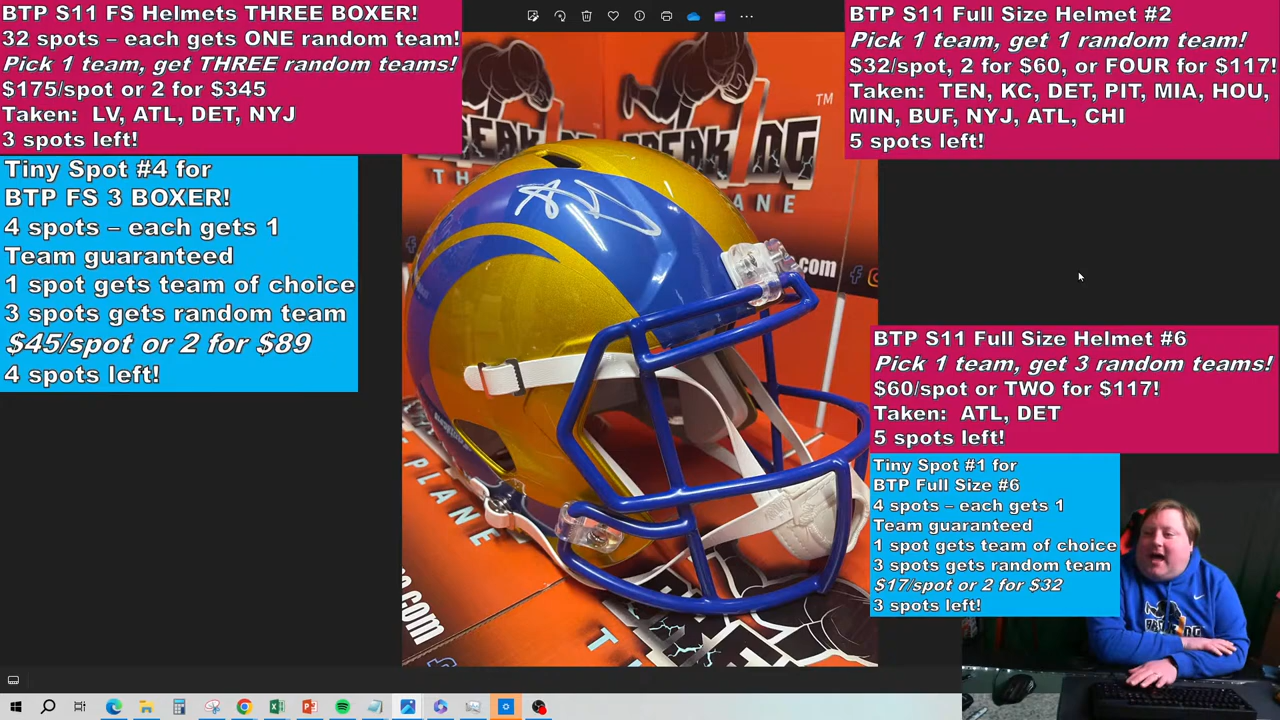 BTP S11 FS Helmets THREE BOXER!
32 spots – each gets ONE random team!
Pick 1 team, get THREE random teams!
$175/spot or 2 for $345
Taken:  LV, ATL, DET, NYJ
3 spots left!
Tiny Spot #4 for
BTP FS 3 BOXER!
4 spots – each gets 1
Team guaranteed
1 spot gets team of choice
3 spots gets random team
$45/spot or 2 for $89
4 spots left!
BTP S11 Full Size Helmet #2
Pick 1 team, get 1 random team!
$32/spot, 2 for $60, or FOUR for $117!
Taken:  TEN, KC, DET, PIT, MIA, HOU,
MIN, BUF, NYJ, ATL, CHI
5 spots left!
BTP S11 Full Size Helmet #6
Pick 1 team, get 3 random teams!
$60/spot or TWO for $117!
Taken:  ATL, DET
5 spots left!
Tiny Spot #1 for
BTP Full Size #6
4 spots – each gets 1
Team guaranteed
1 spot gets team of choice
3 spots gets random team
$17/spot or 2 for $32
3 spots left!
TM
PLANE
.com
.com
PLANE